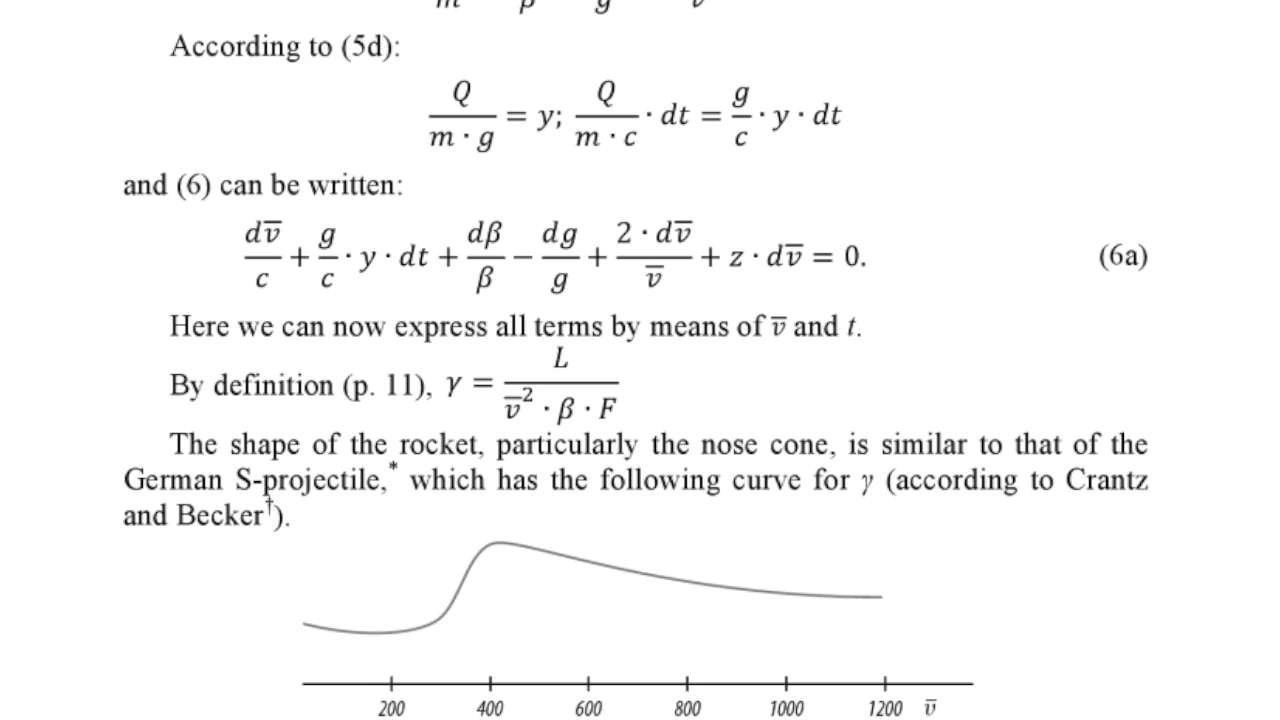 m β g v̅
According to (5d):
Q/(m · g) = y; Q/(m · c) · dt = g/c · y · dt
and (6) can be written:
dv̅/c + g/c · y · dt + dβ/β − dg/g + (2 · dv̅)/v̅ + z · dv̅ = 0. (6a)
Here we can now express all terms by means of v̅ and t.
By definition (p. 11), γ = L/(v̅² · β · F)
The shape of the rocket, particularly the nose cone, is similar to that of the
German S-projectile,* which has the following curve for γ (according to Crantz
and Becker†).
200 400 600 800 1000 1200 v̅